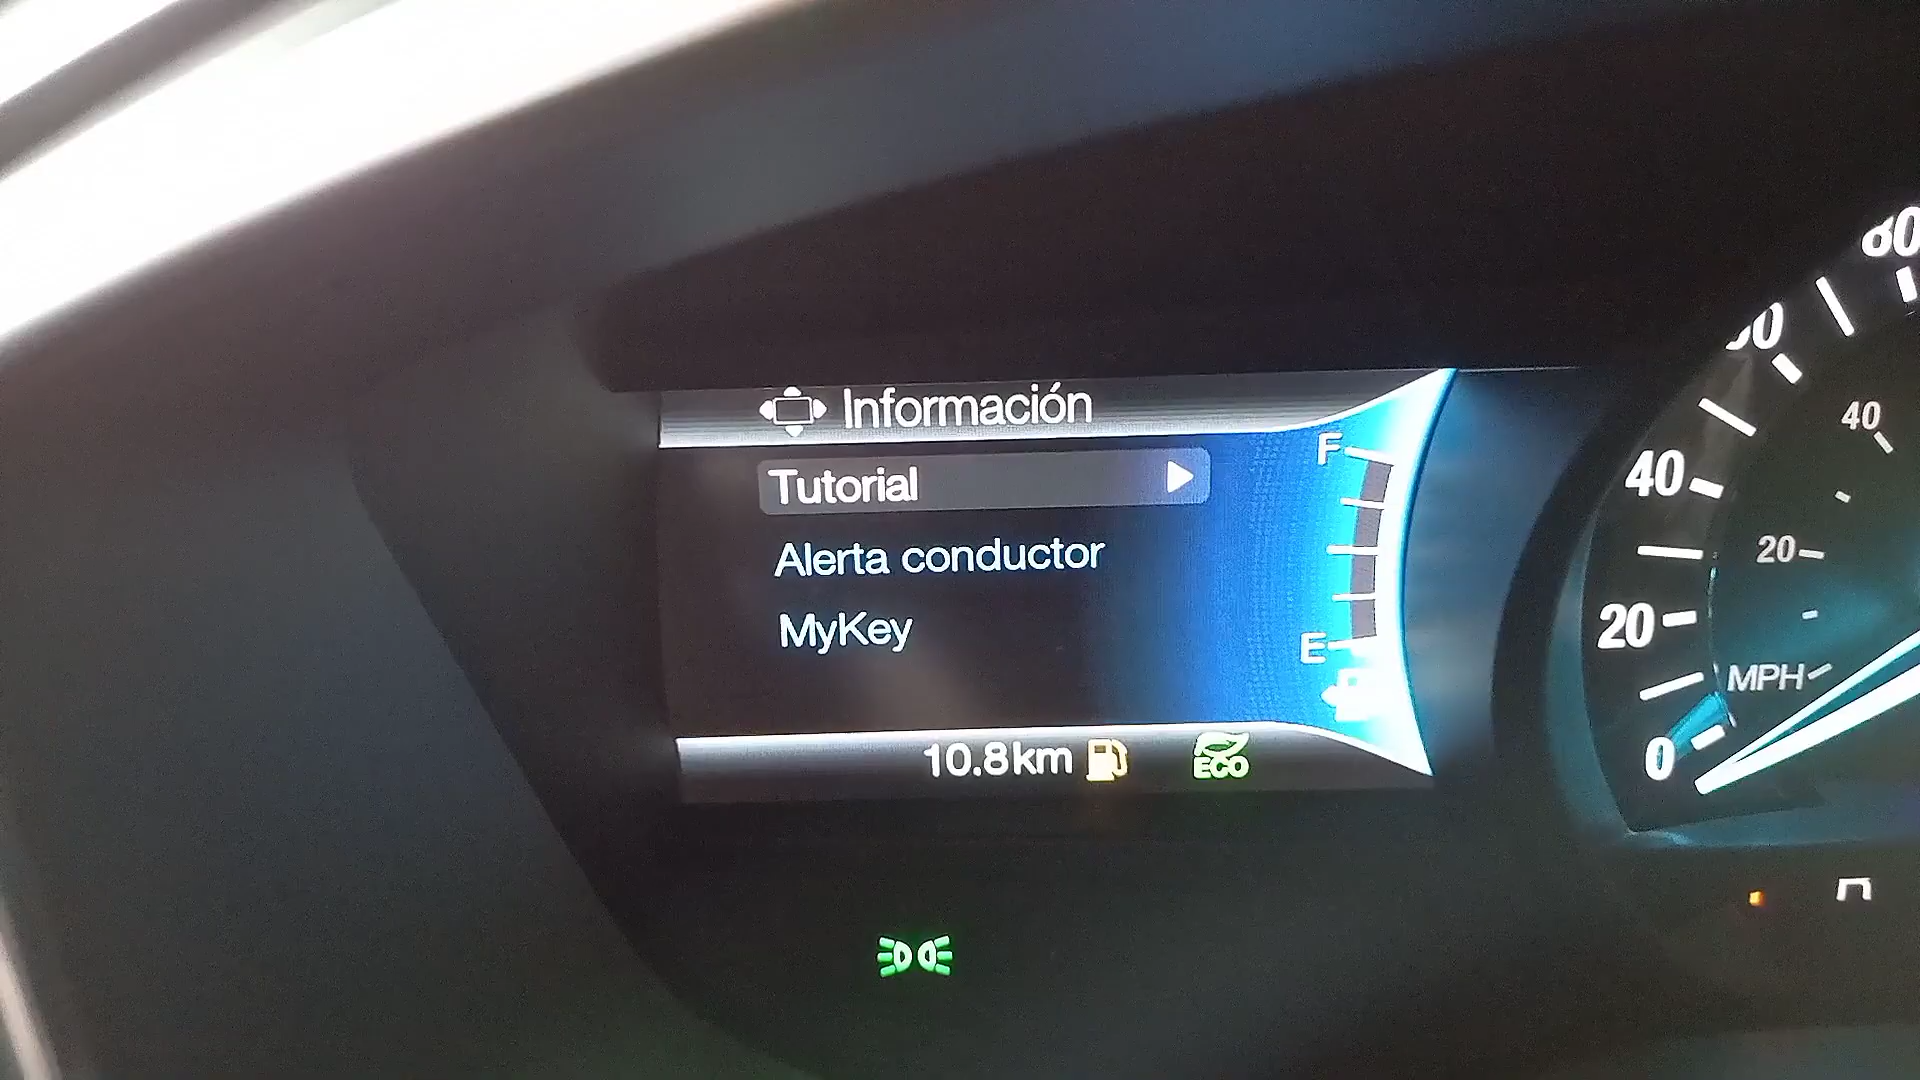 Información
Tutorial
Alerta conductor
MyKey
F
E
10.8km
ECO
40
20
0
40
20
MPH